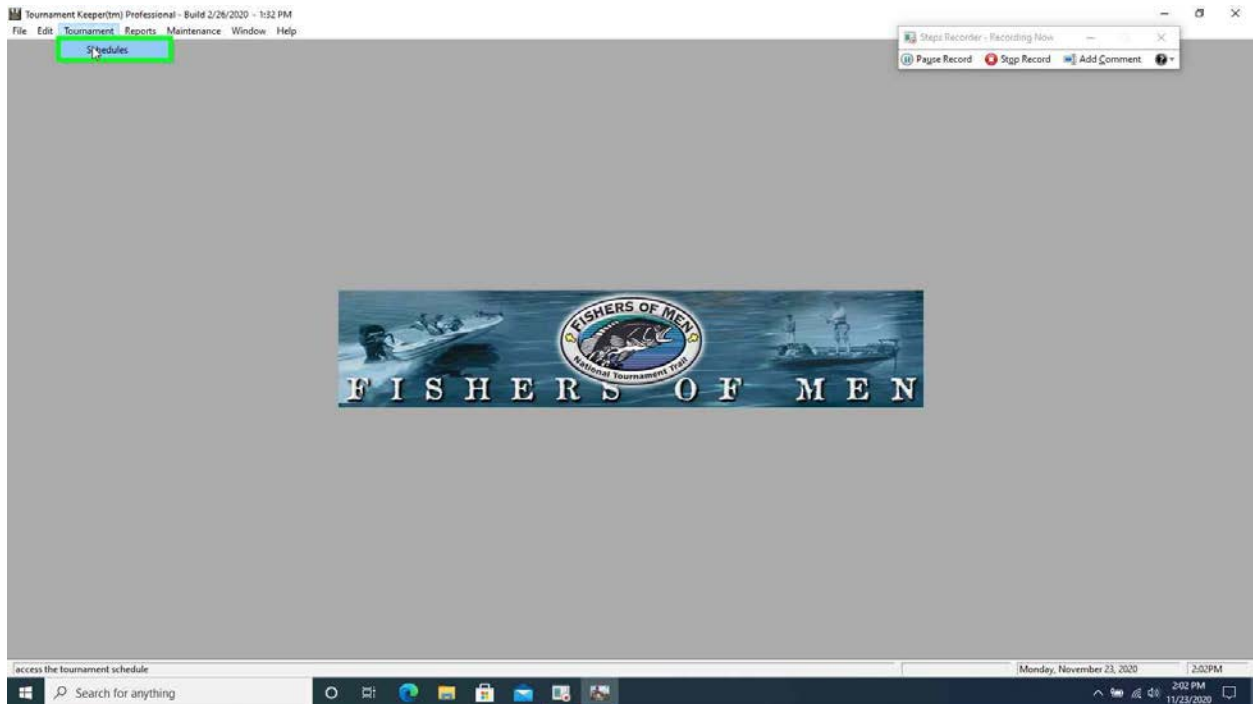 Tournament Keeper(tm) Professional - Build 2/26/2020 - 1:32 PM
File Edit Tournament Reports Maintenance Window Help
Steps Recorder - Recording Now
Schedules
Pause Record Stop Record Add Comment
FISHERS OF MEN
National Tournament Trail
FISHERS OF MEN
access the tournament schedule Monday, November 23, 2020 2:02PM
Search for anything
2:02 PM
11/23/2020